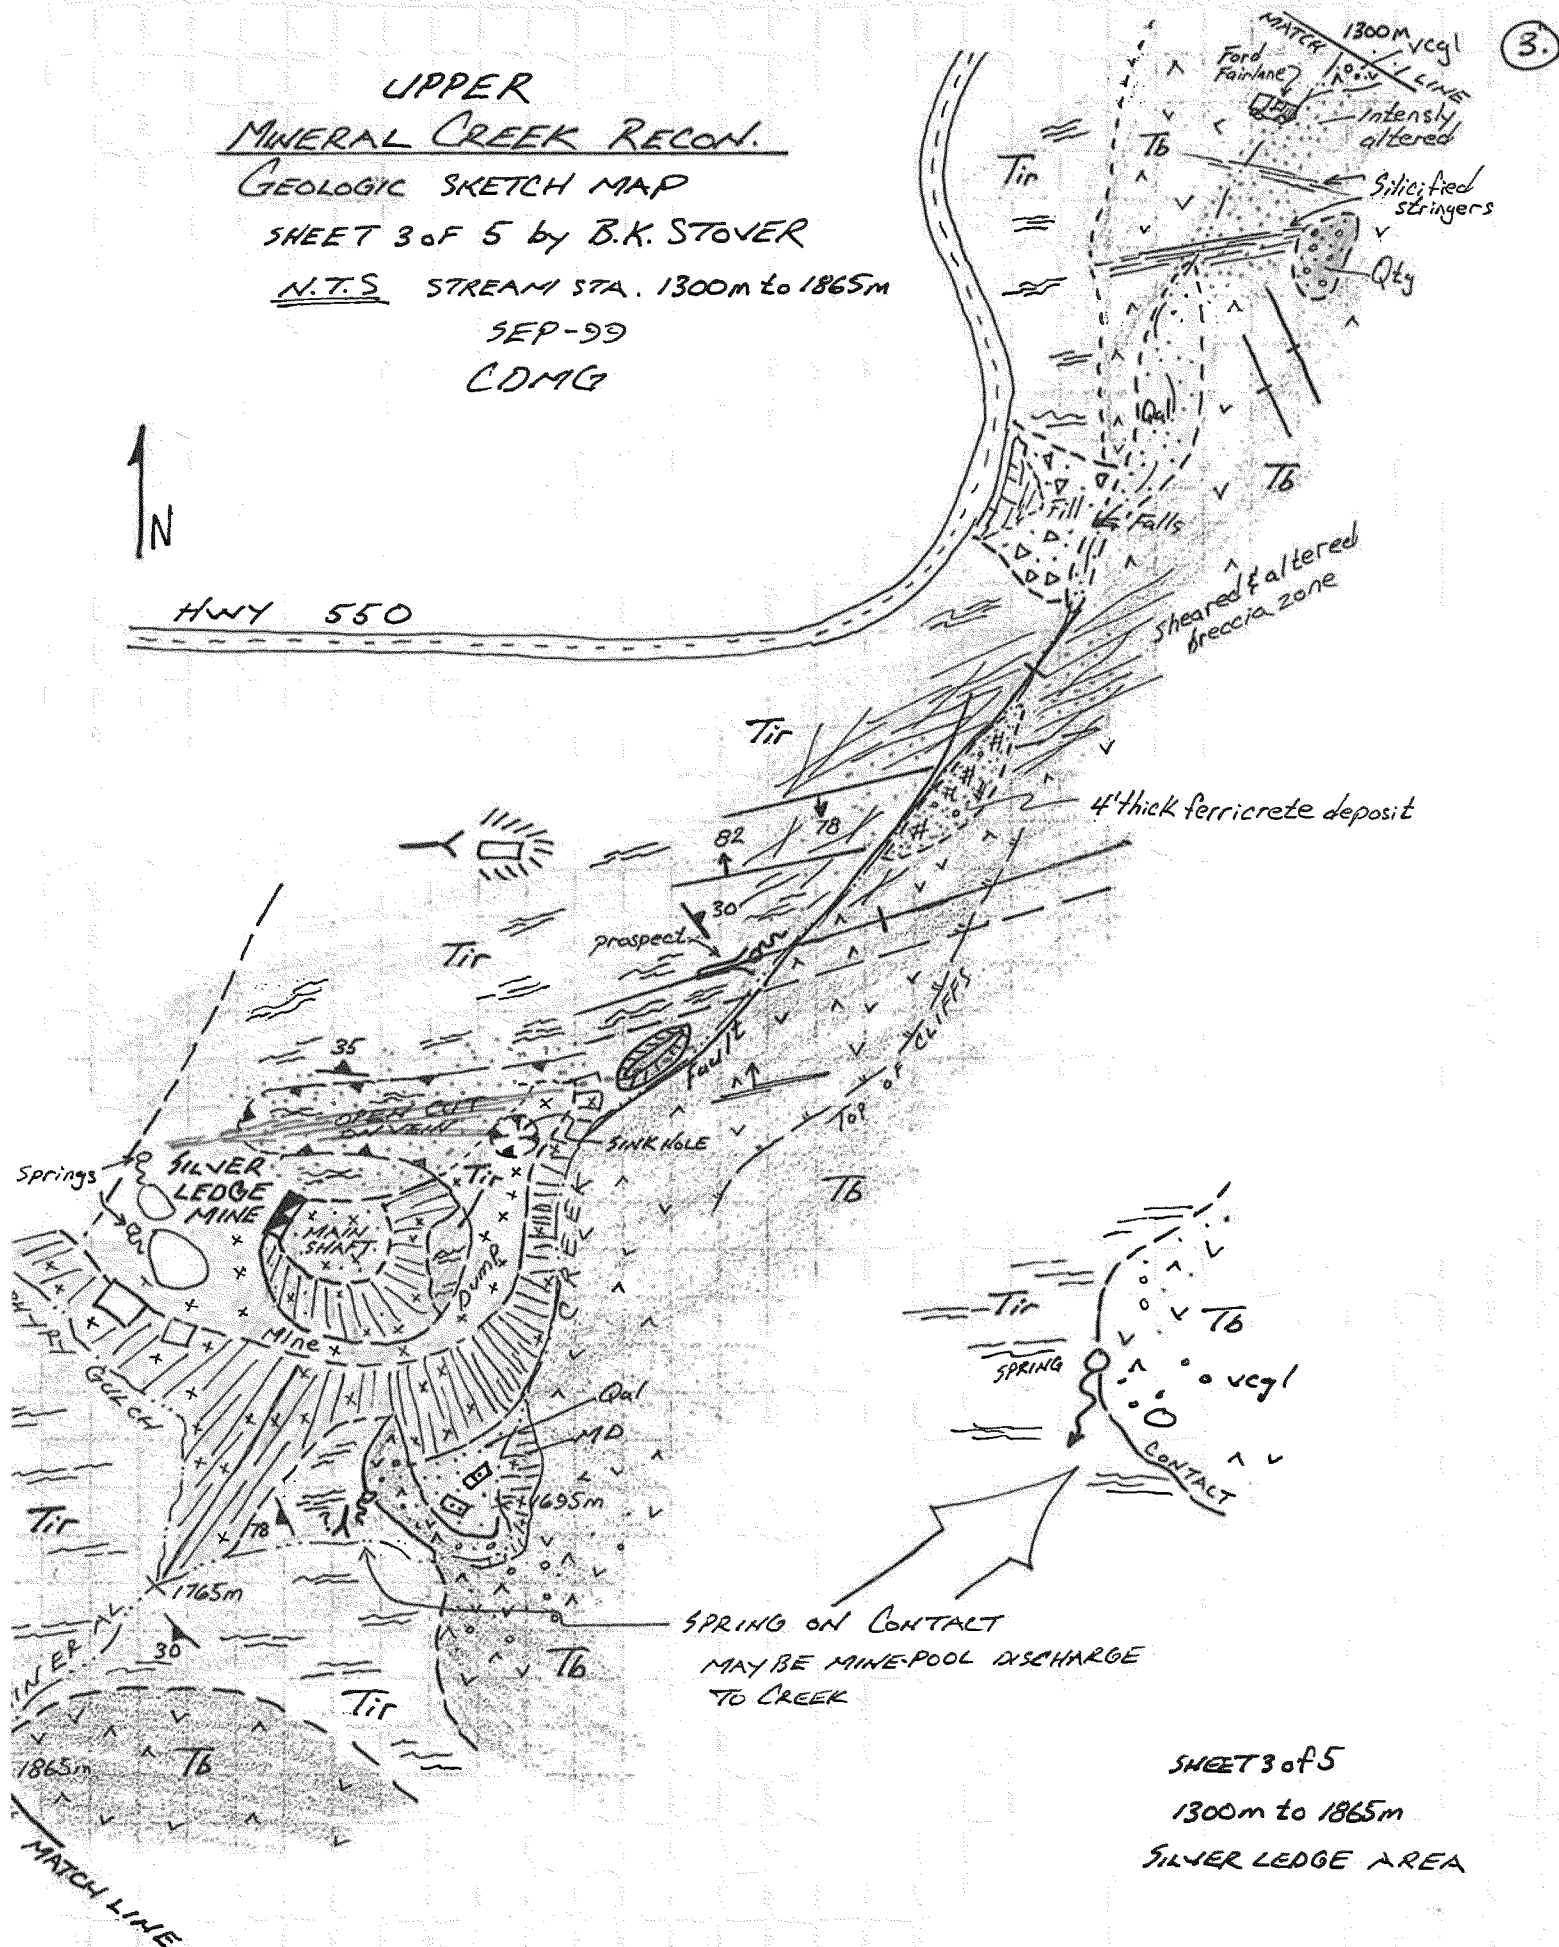 3.
UPPER
MINERAL CREEK RECON.
GEOLOGIC SKETCH MAP
SHEET 3 OF 5 by B.K. STOVER
N.T.S STREAM STA. 1300m to 1865m
SEP-99
CDMG
N
HWY 550
MATCH LINE
1300m
vcgl
Ford
Fairlane
Intensly
altered
Tb
Tir
Silicified
stringers
Qty
Qal
Tb
Fill
Falls
Sheared & altered
breccia zone
Tir
4' thick ferricrete deposit
82
78
30
prospect
Tir
TOP OF CLIFFS
Fault
35
OPEN CUT
ON VEIN
SINK HOLE
Springs
SILVER
LEDGE
MINE
Tir
MAIN
SHAFT
Mine Dump
CREEK
Tb
GULCH
Qal
MD
1695m
Tir
78
1765m
30
Tir
Tb
Tb
1865m
MATCH LINE
Tir
SPRING
Tb
vcgl
CONTACT
SPRING ON CONTACT
MAY BE MINE-POOL DISCHARGE
TO CREEK
SHEET 3 of 5
1300m to 1865m
SILVER LEDGE AREA